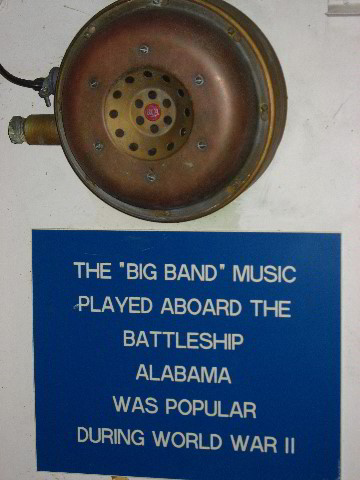 THE "BIG BAND" MUSIC
PLAYED ABOARD THE
BATTLESHIP
ALABAMA
WAS POPULAR
DURING WORLD WAR II